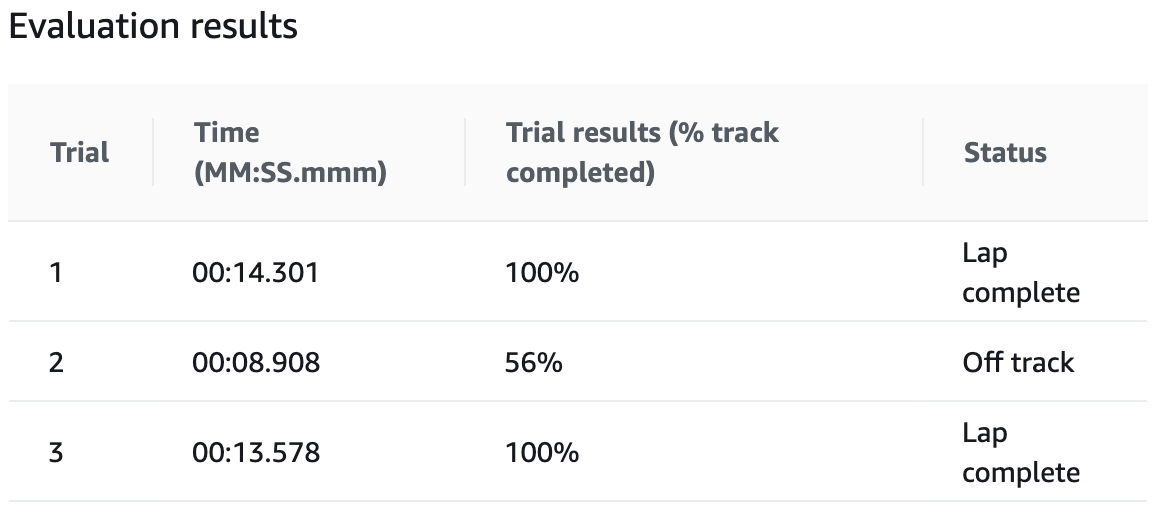 Evaluation results
Trial
Time
(MM:SS.mmm)
Trial results (% track
completed)
Status
1
00:14.301
100%
Lap
complete
2
00:08.908
56%
Off track
3
00:13.578
100%
Lap
complete